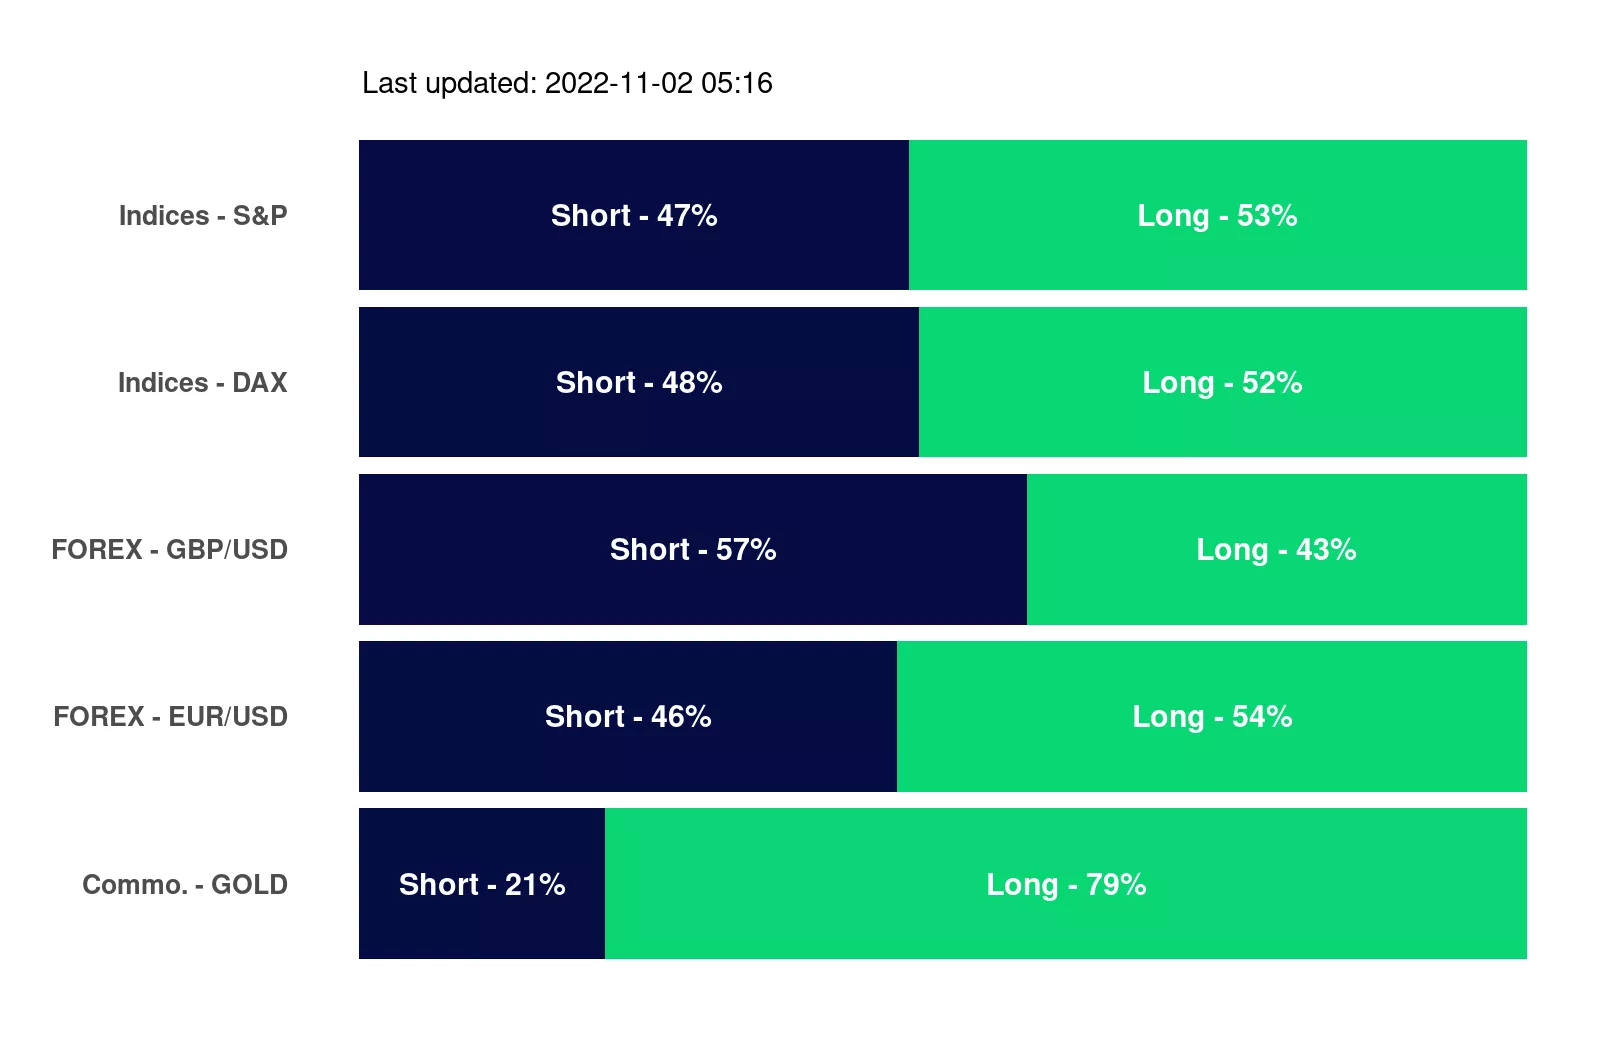 Last updated: 2022-11-02 05:16
Indices - S&P
Short - 47%
Long - 53%
Indices - DAX
Short - 48%
Long - 52%
FOREX - GBP/USD
Short - 57%
Long - 43%
FOREX - EUR/USD
Short - 46%
Long - 54%
Commo. - GOLD
Short - 21%
Long - 79%